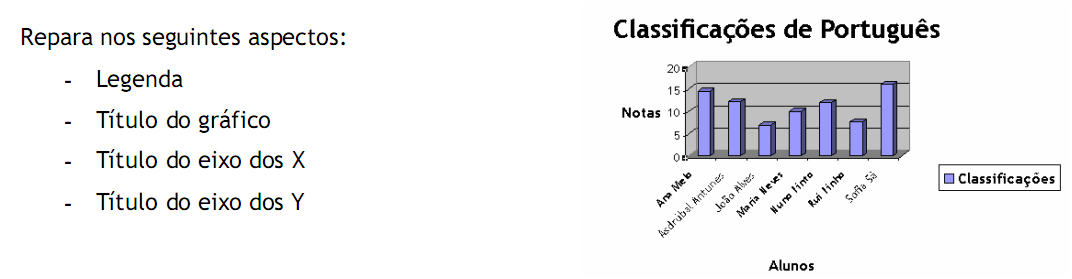 Repara nos seguintes aspectos:
- Legenda
- Título do gráfico
- Título do eixo dos X
- Título do eixo dos Y
Classificações de Português
20
15
10
5
0
Notas
Ana Melo
Asdrúbal Antunes
João Alves
Maria Neves
Nuno Pinto
Rui Pinho
Sofia Sá
Alunos
Classificações